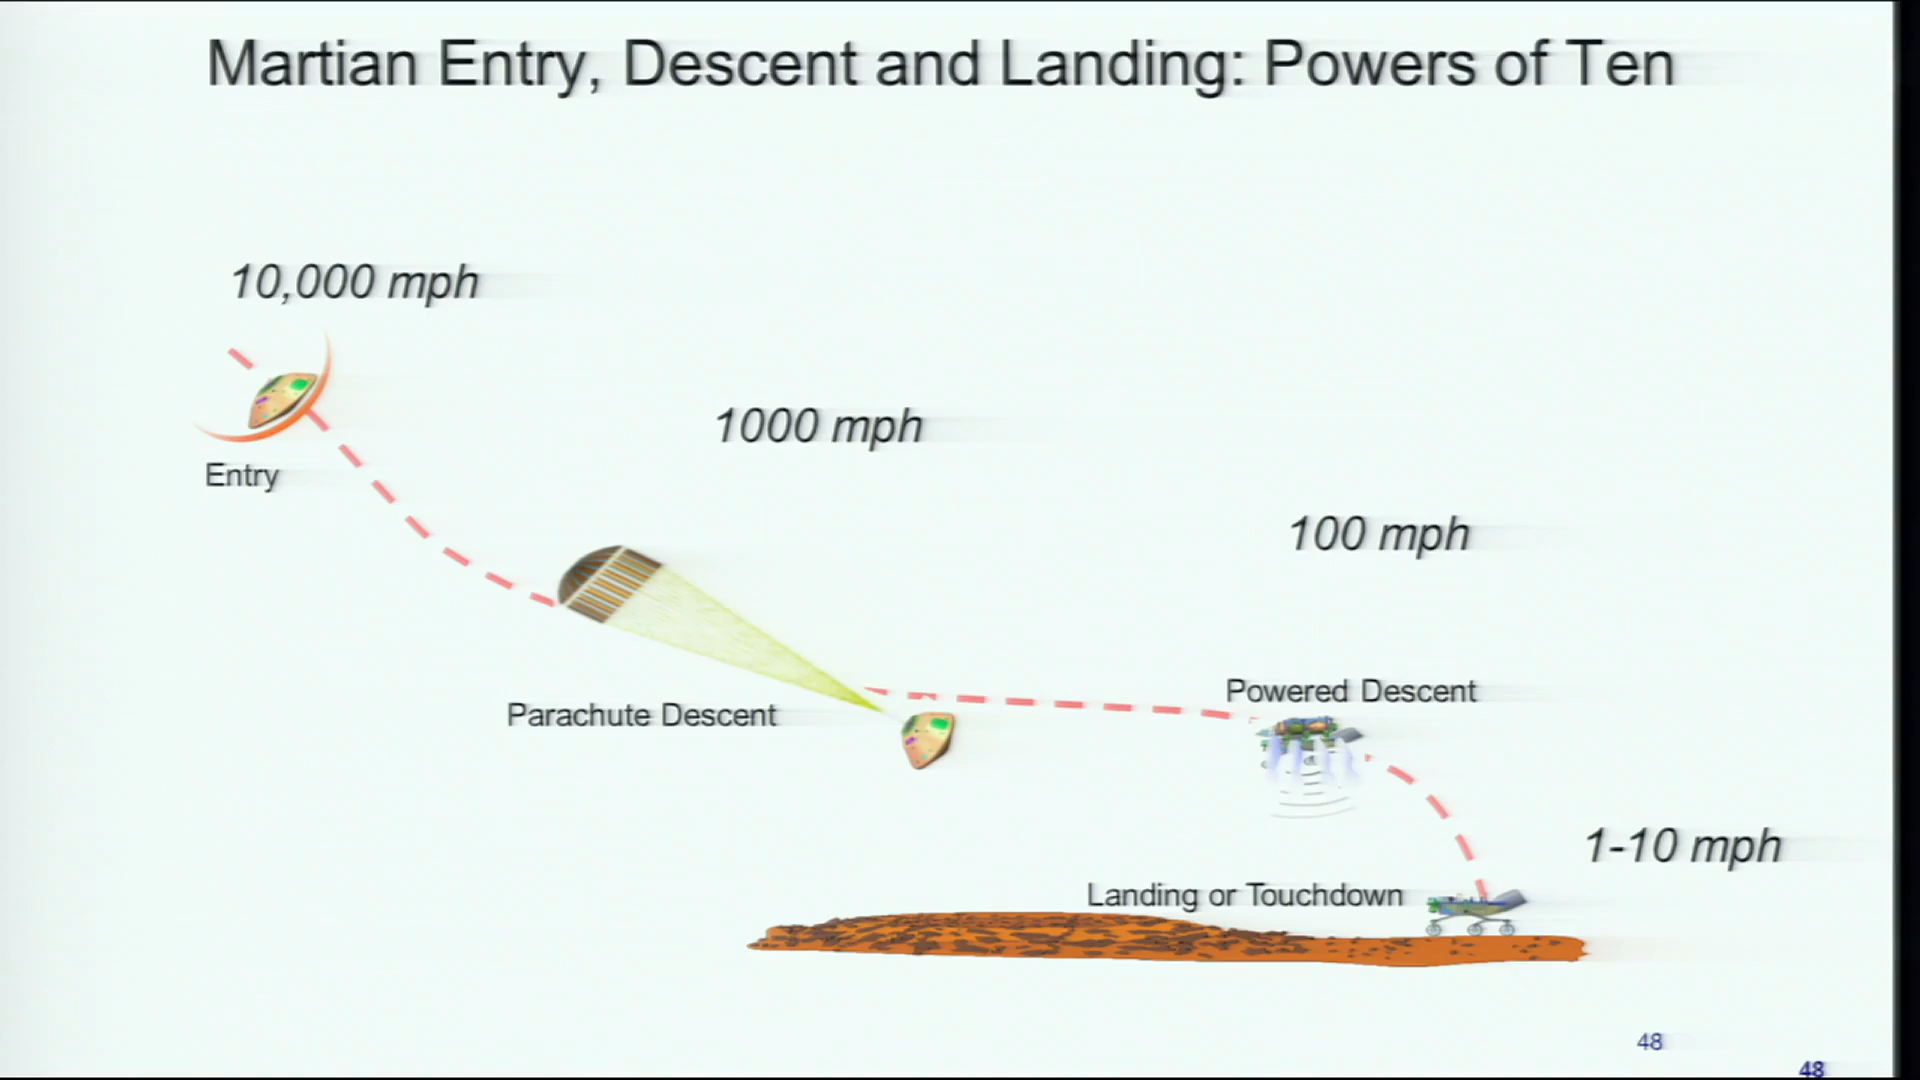 Martian Entry, Descent and Landing: Powers of Ten
10,000 mph
1000 mph
Entry
100 mph
Powered Descent
Parachute Descent
1-10 mph
Landing or Touchdown
48
48